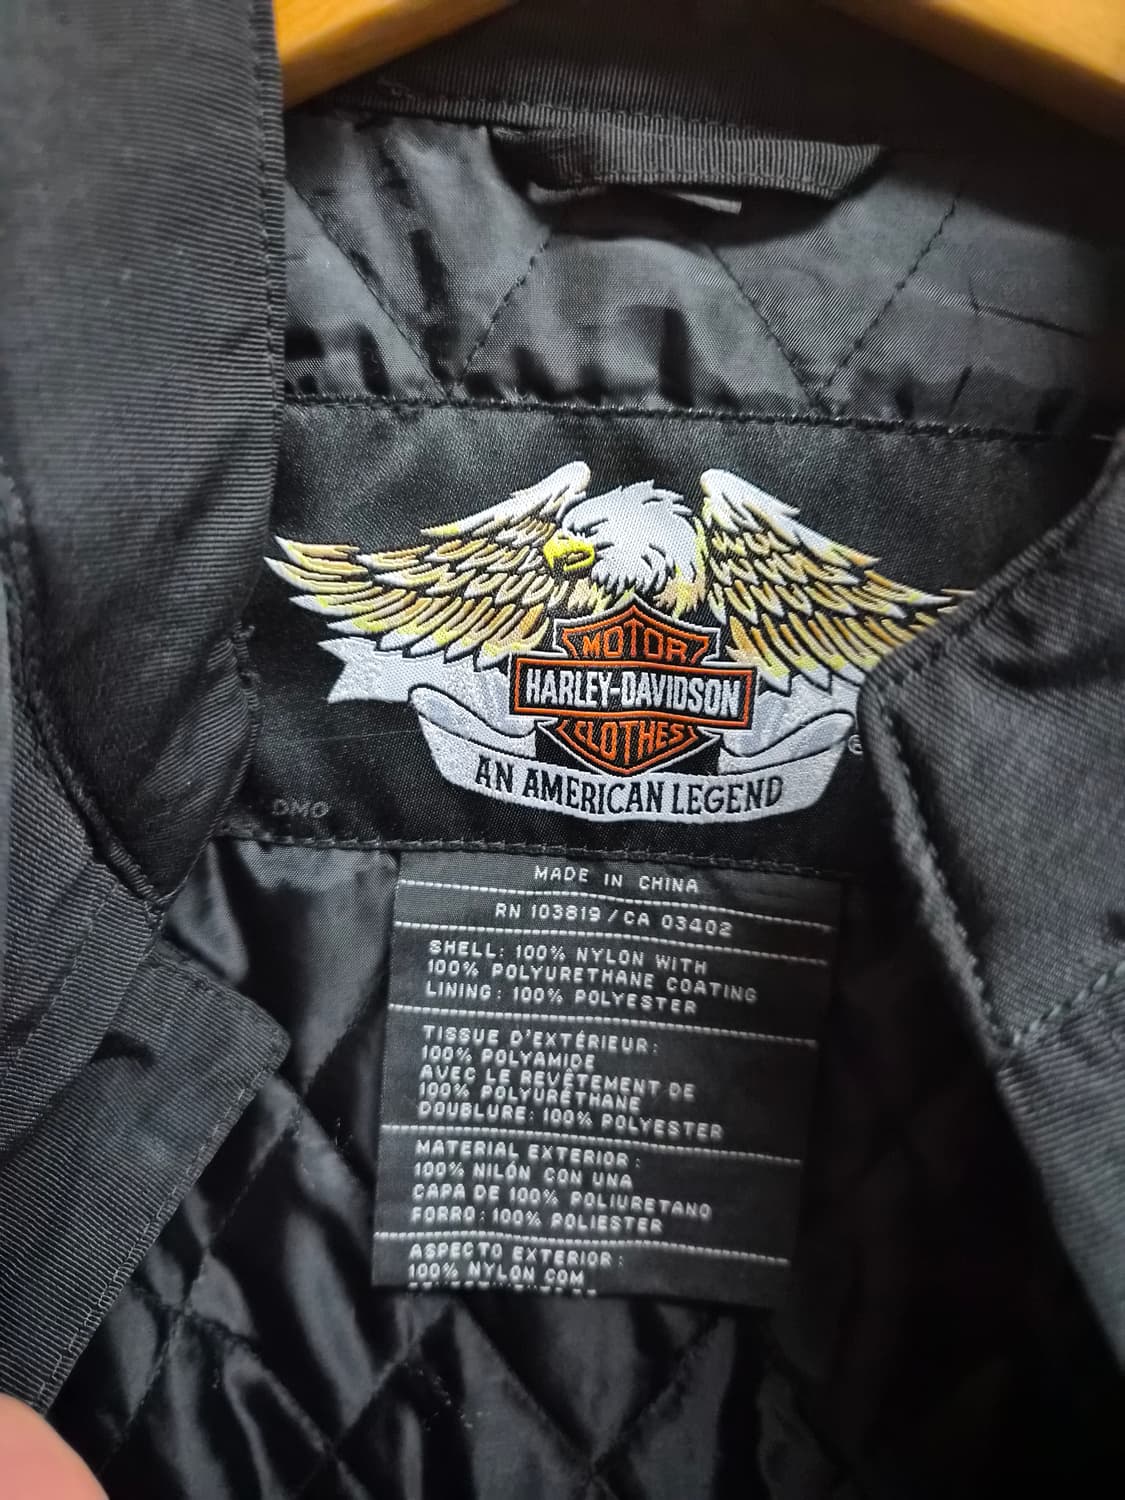 MOTOR
HARLEY-DAVIDSON
CLOTHES
AN AMERICAN LEGEND
®
DMO
MADE IN CHINA
RN 103819 / CA 03402
SHELL: 100% NYLON WITH
100% POLYURETHANE COATING
LINING: 100% POLYESTER
TISSUE D'EXTÉRIEUR:
100% POLYAMIDE
AVEC LE REVÊTEMENT DE
100% POLYURÉTHANE
DOUBLURE: 100% POLYESTER
MATERIAL EXTERIOR:
100% NILÓN CON UNA
CAPA DE 100% POLIURETANO
FORRO: 100% POLIESTER
ASPECTO EXTERIOR:
100% NYLON COM